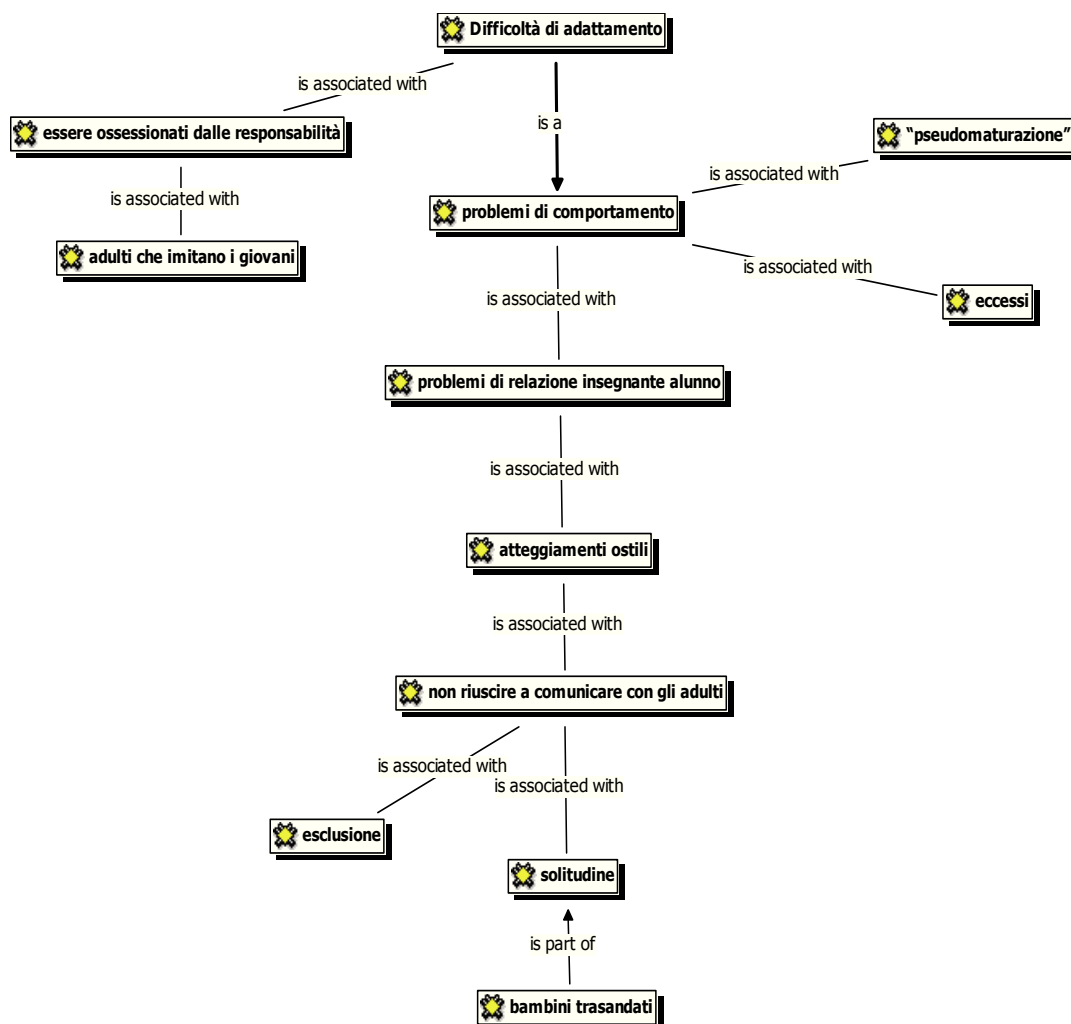 Difficoltà di adattamento
is associated with
essere ossessionati dalle responsabilità
is a
"pseudomaturazione"
is associated with
is associated with
problemi di comportamento
adulti che imitano i giovani
is associated with
eccessi
is associated with
problemi di relazione insegnante alunno
is associated with
atteggiamenti ostili
is associated with
non riuscire a comunicare con gli adulti
is associated with
is associated with
esclusione
solitudine
is part of
bambini trasandati